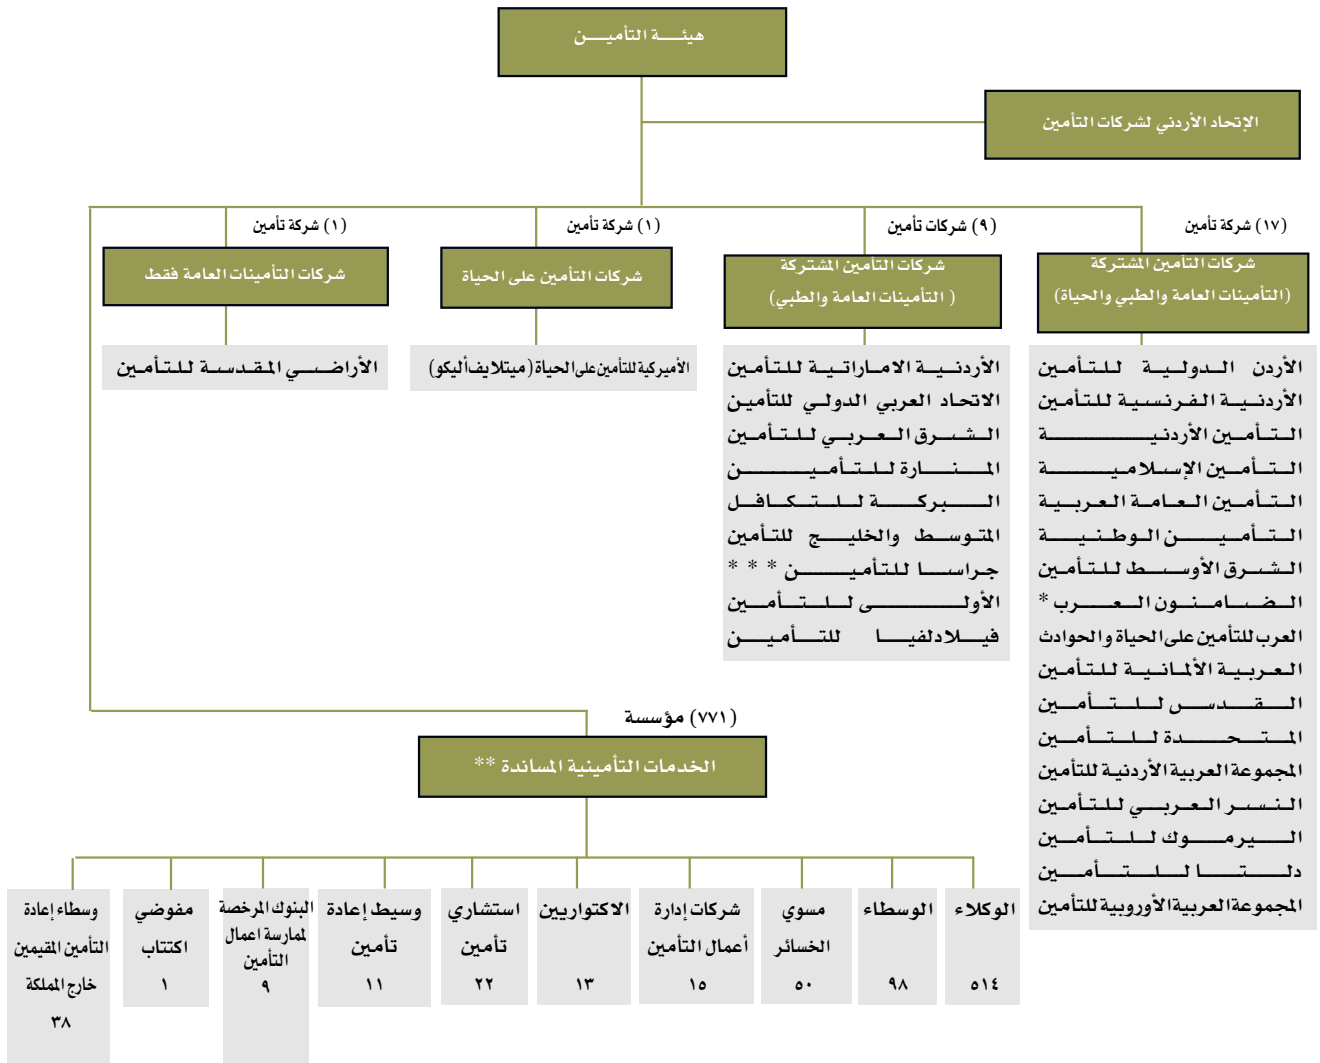 هيئة التأمين
الإتحاد الأردني لشركات التأمين
(١٧) شركة تأمين
شركات التأمين المشتركة
(التأمينات العامة والطبي والحياة)
الأردن الدولية للتأمين
الأردنية الفرنسية للتأمين
التأمين الأردنية
التأمين الإسلامية
التأمين العامة العربية
التأمين الوطنية
الشرق الأوسط للتأمين
الضامنون العرب *
العرب للتأمين على الحياة والحوادث
العربية الألمانية للتأمين
القدس للتأمين
المتحدة للتأمين
المجموعة العربية الأردنية للتأمين
النسر العربي للتأمين
اليرموك للتأمين
دلتا للتأمين
المجموعة العربية الأوروبية للتأمين
(٩) شركات تأمين
شركات التأمين المشتركة
( التأمينات العامة والطبي)
الأردنية الاماراتية للتأمين
الاتحاد العربي الدولي للتأمين
الشرق العربي للتأمين
المنارة للتأمين
البركة للتكافل
المتوسط والخليج للتأمين
جراسا للتأمين * * *
الأولى للتأمين
فيلادلفيا للتأمين
(١) شركة تأمين
شركات التأمين على الحياة
الأميركية للتأمين على الحياة (ميتلايف أليكو)
(١) شركة تأمين
شركات التأمينات العامة فقط
الأراضي المقدسة للتأمين
(٧٧١) مؤسسة
الخدمات التأمينية المساندة **
الوكلاء
٥١٤
الوسطاء
٩٨
مسوي
الخسائر
٥٠
شركات إدارة
أعمال التأمين
١٥
الاكتواريين
١٣
استشاري
تأمين
٢٢
وسيط إعادة
تأمين
١١
البنوك المرخصة
لممارسة اعمال
التأمين
٩
مفوضي
اكتتاب
١
وسطاء إعادة
التأمين المقيمين
خارج المملكة
٣٨